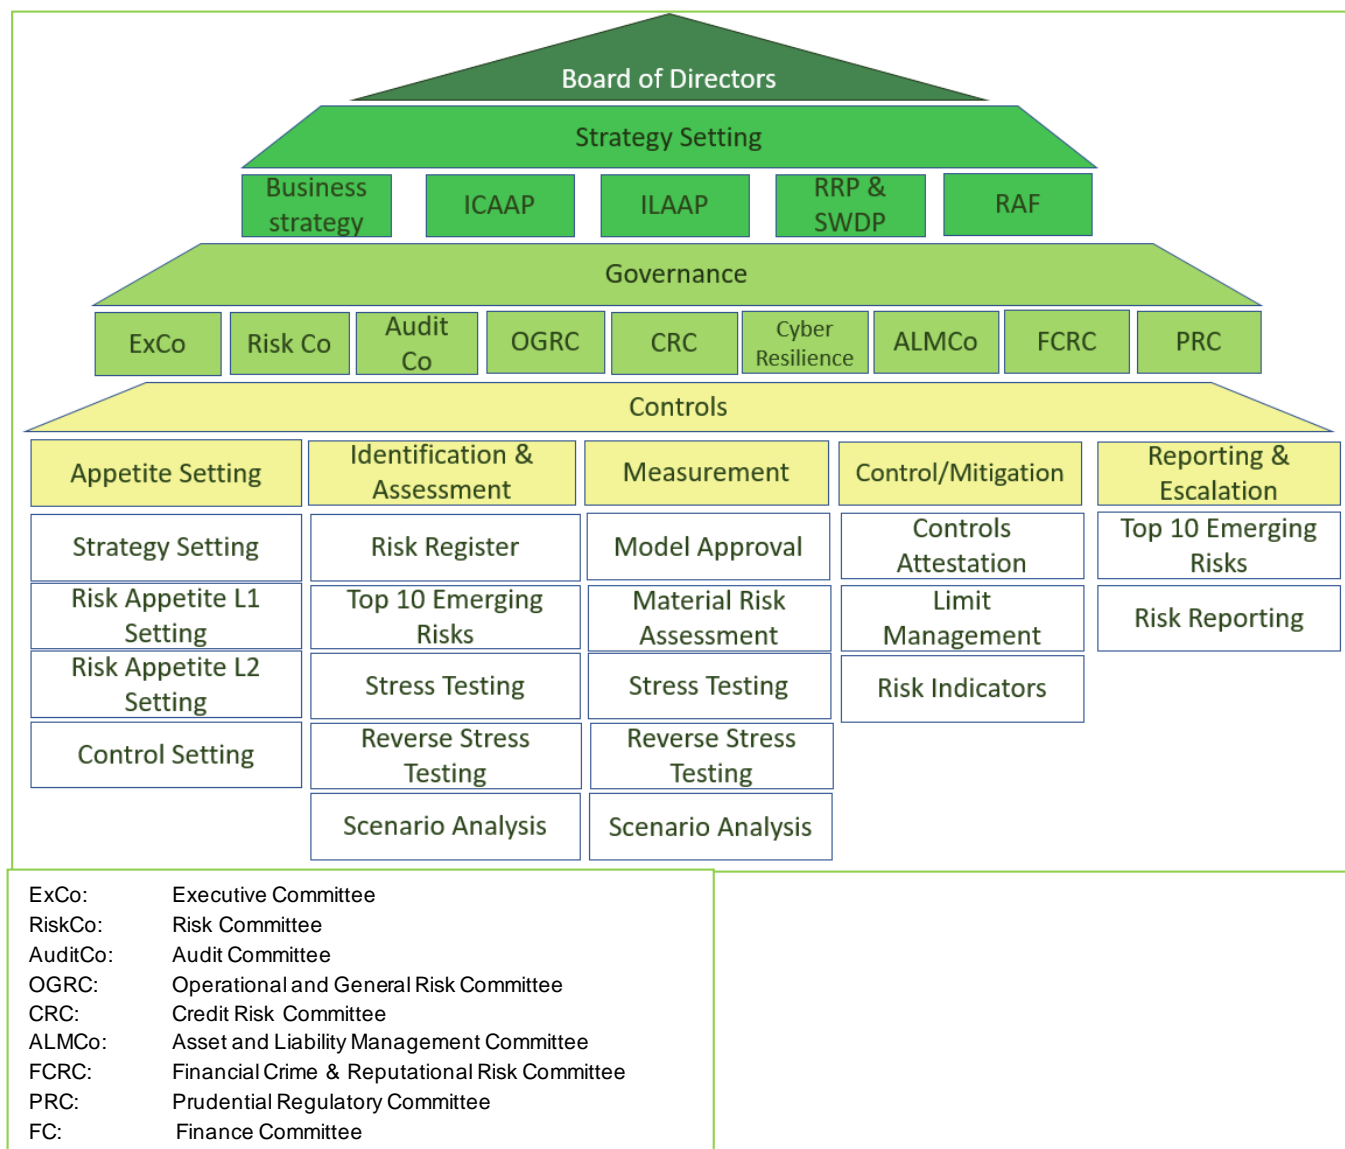 Board of Directors
Strategy Setting
Business
strategy
ICAAP
ILAAP
RRP &
SWDP
RAF
Governance
ExCo
Risk Co
Audit
Co
OGRC
CRC
Cyber
Resilience
ALMCo
FCRC
PRC
Controls
Appetite Setting
Identification &
Assessment
Measurement
Control/Mitigation
Reporting &
Escalation
Strategy Setting
Risk Register
Model Approval
Controls
Attestation
Top 10 Emerging
Risks
Risk Appetite L1
Setting
Top 10 Emerging
Risks
Material Risk
Assessment
Limit
Management
Risk Reporting
Risk Appetite L2
Setting
Stress Testing
Stress Testing
Risk Indicators
Control Setting
Reverse Stress
Testing
Reverse Stress
Testing
Scenario Analysis
Scenario Analysis
ExCo: Executive Committee
RiskCo: Risk Committee
AuditCo: Audit Committee
OGRC: Operational and General Risk Committee
CRC: Credit Risk Committee
ALMCo: Asset and Liability Management Committee
FCRC: Financial Crime & Reputational Risk Committee
PRC: Prudential Regulatory Committee
FC: Finance Committee